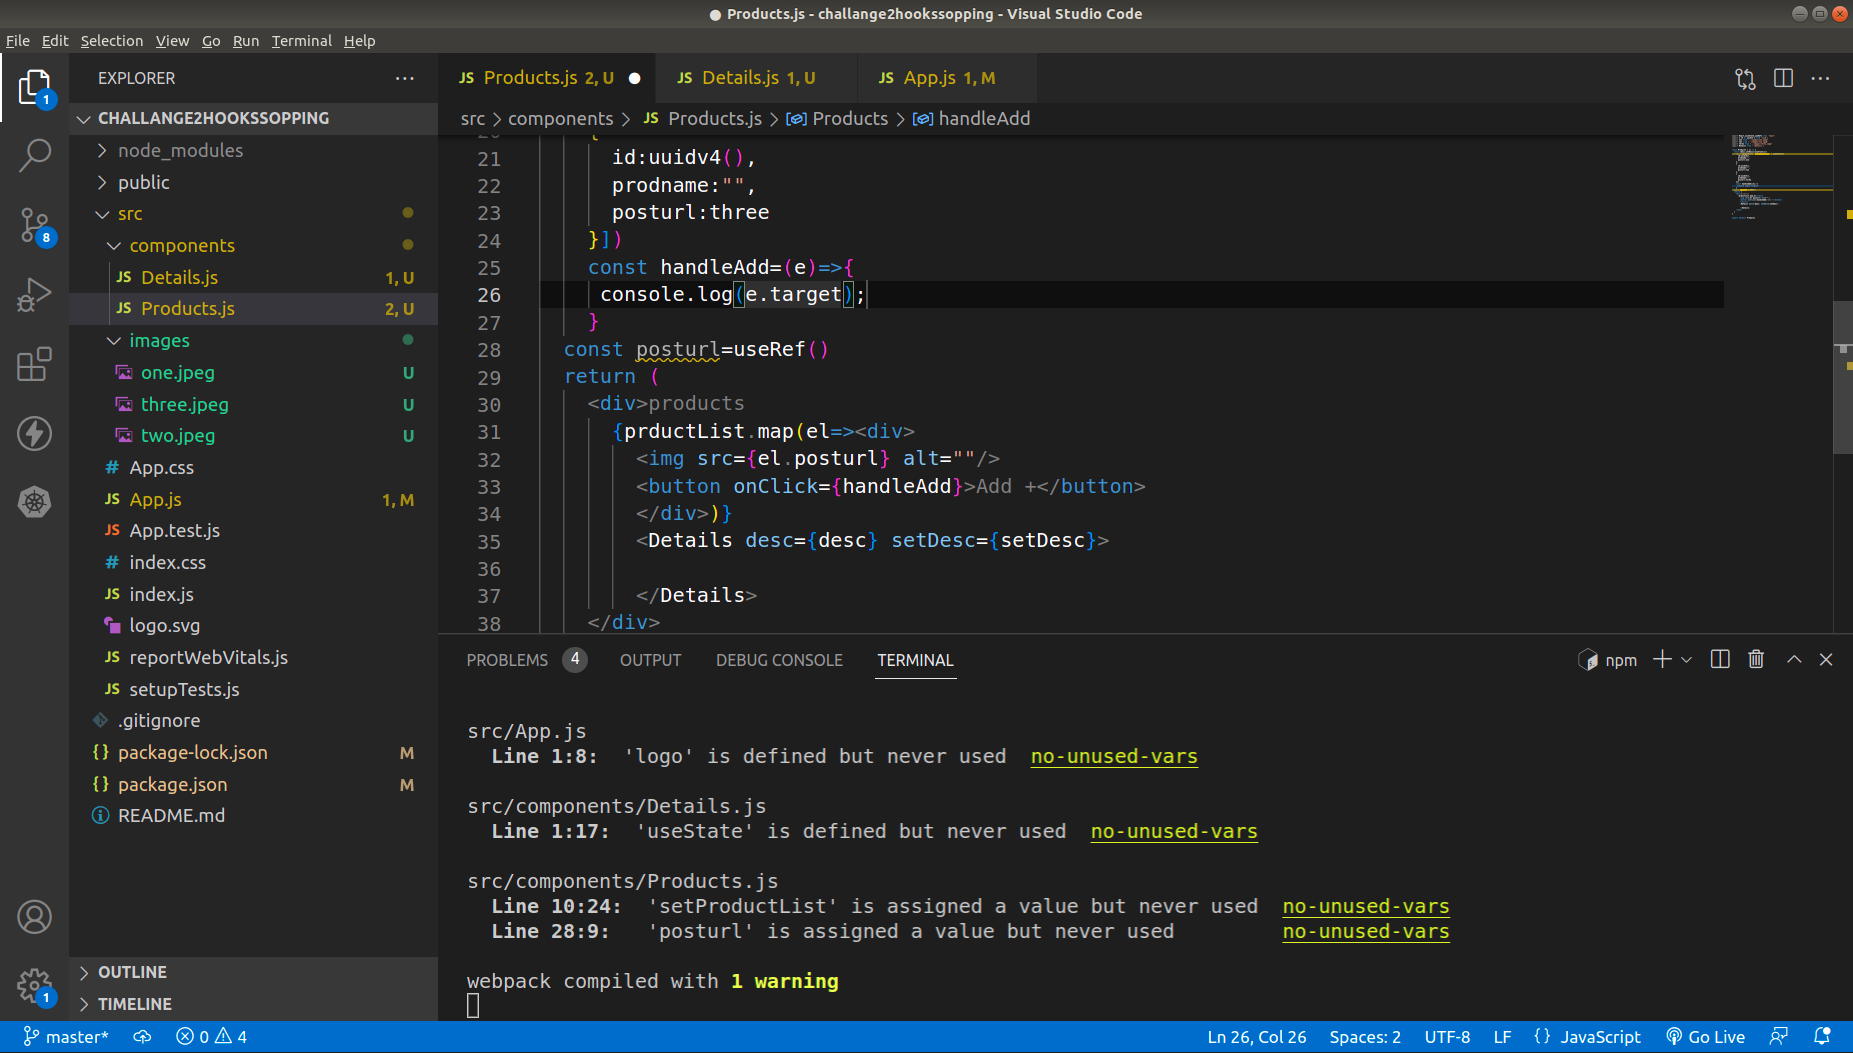 Products.js - challange2hookssopping - Visual Studio Code
File Edit Selection View Go Run Terminal Help
EXPLORER
CHALLANGE2HOOKSSOPPING
node_modules
public
src
components
Details.js 1, U
Products.js 2, U
images
one.jpeg U
three.jpeg U
two.jpeg U
App.css
App.js 1, M
App.test.js
index.css
index.js
logo.svg
reportWebVitals.js
setupTests.js
.gitignore
package-lock.json M
package.json M
README.md
OUTLINE
TIMELINE
1
8
1
JS Products.js 2, U
JS Details.js 1, U
JS App.js 1, M
src > components > JS Products.js > Products > handleAdd
20 {
21 id:uuidv4(),
22 prodname:"",
23 posturl:three
24 }])
25 const handleAdd=(e)=>{
26 console.log(e.target);
27 }
28 const posturl=useRef()
29 return (
30 <div>products
31 {prductList.map(el=><div>
32 <img src={el.posturl} alt=""/>
33 <button onClick={handleAdd}>Add +</button>
34 </div>)}
35 <Details desc={desc} setDesc={setDesc}>
36
37 </Details>
38 </div>
PROBLEMS 4 OUTPUT DEBUG CONSOLE TERMINAL
npm
src/App.js
Line 1:8: 'logo' is defined but never used no-unused-vars
src/components/Details.js
Line 1:17: 'useState' is defined but never used no-unused-vars
src/components/Products.js
Line 10:24: 'setProductList' is assigned a value but never used no-unused-vars
Line 28:9: 'posturl' is assigned a value but never used no-unused-vars
webpack compiled with 1 warning
master* 0 4
Ln 26, Col 26 Spaces: 2 UTF-8 LF {} JavaScript Go Live